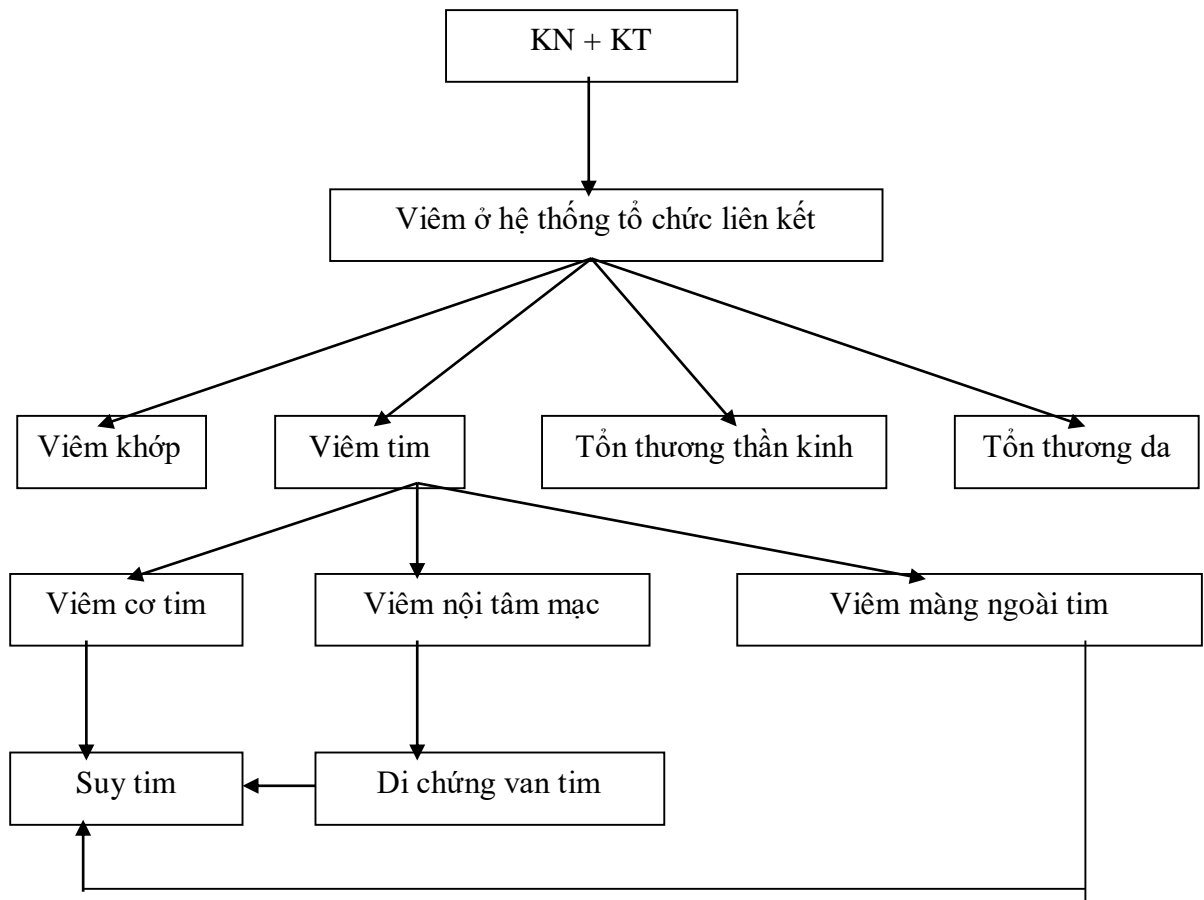 KN + KT
Viêm ở hệ thống tổ chức liên kết
Viêm khớp
Viêm tim
Tổn thương thần kinh
Tổn thương da
Viêm cơ tim
Viêm nội tâm mạc
Viêm màng ngoài tim
Suy tim
Di chứng van tim